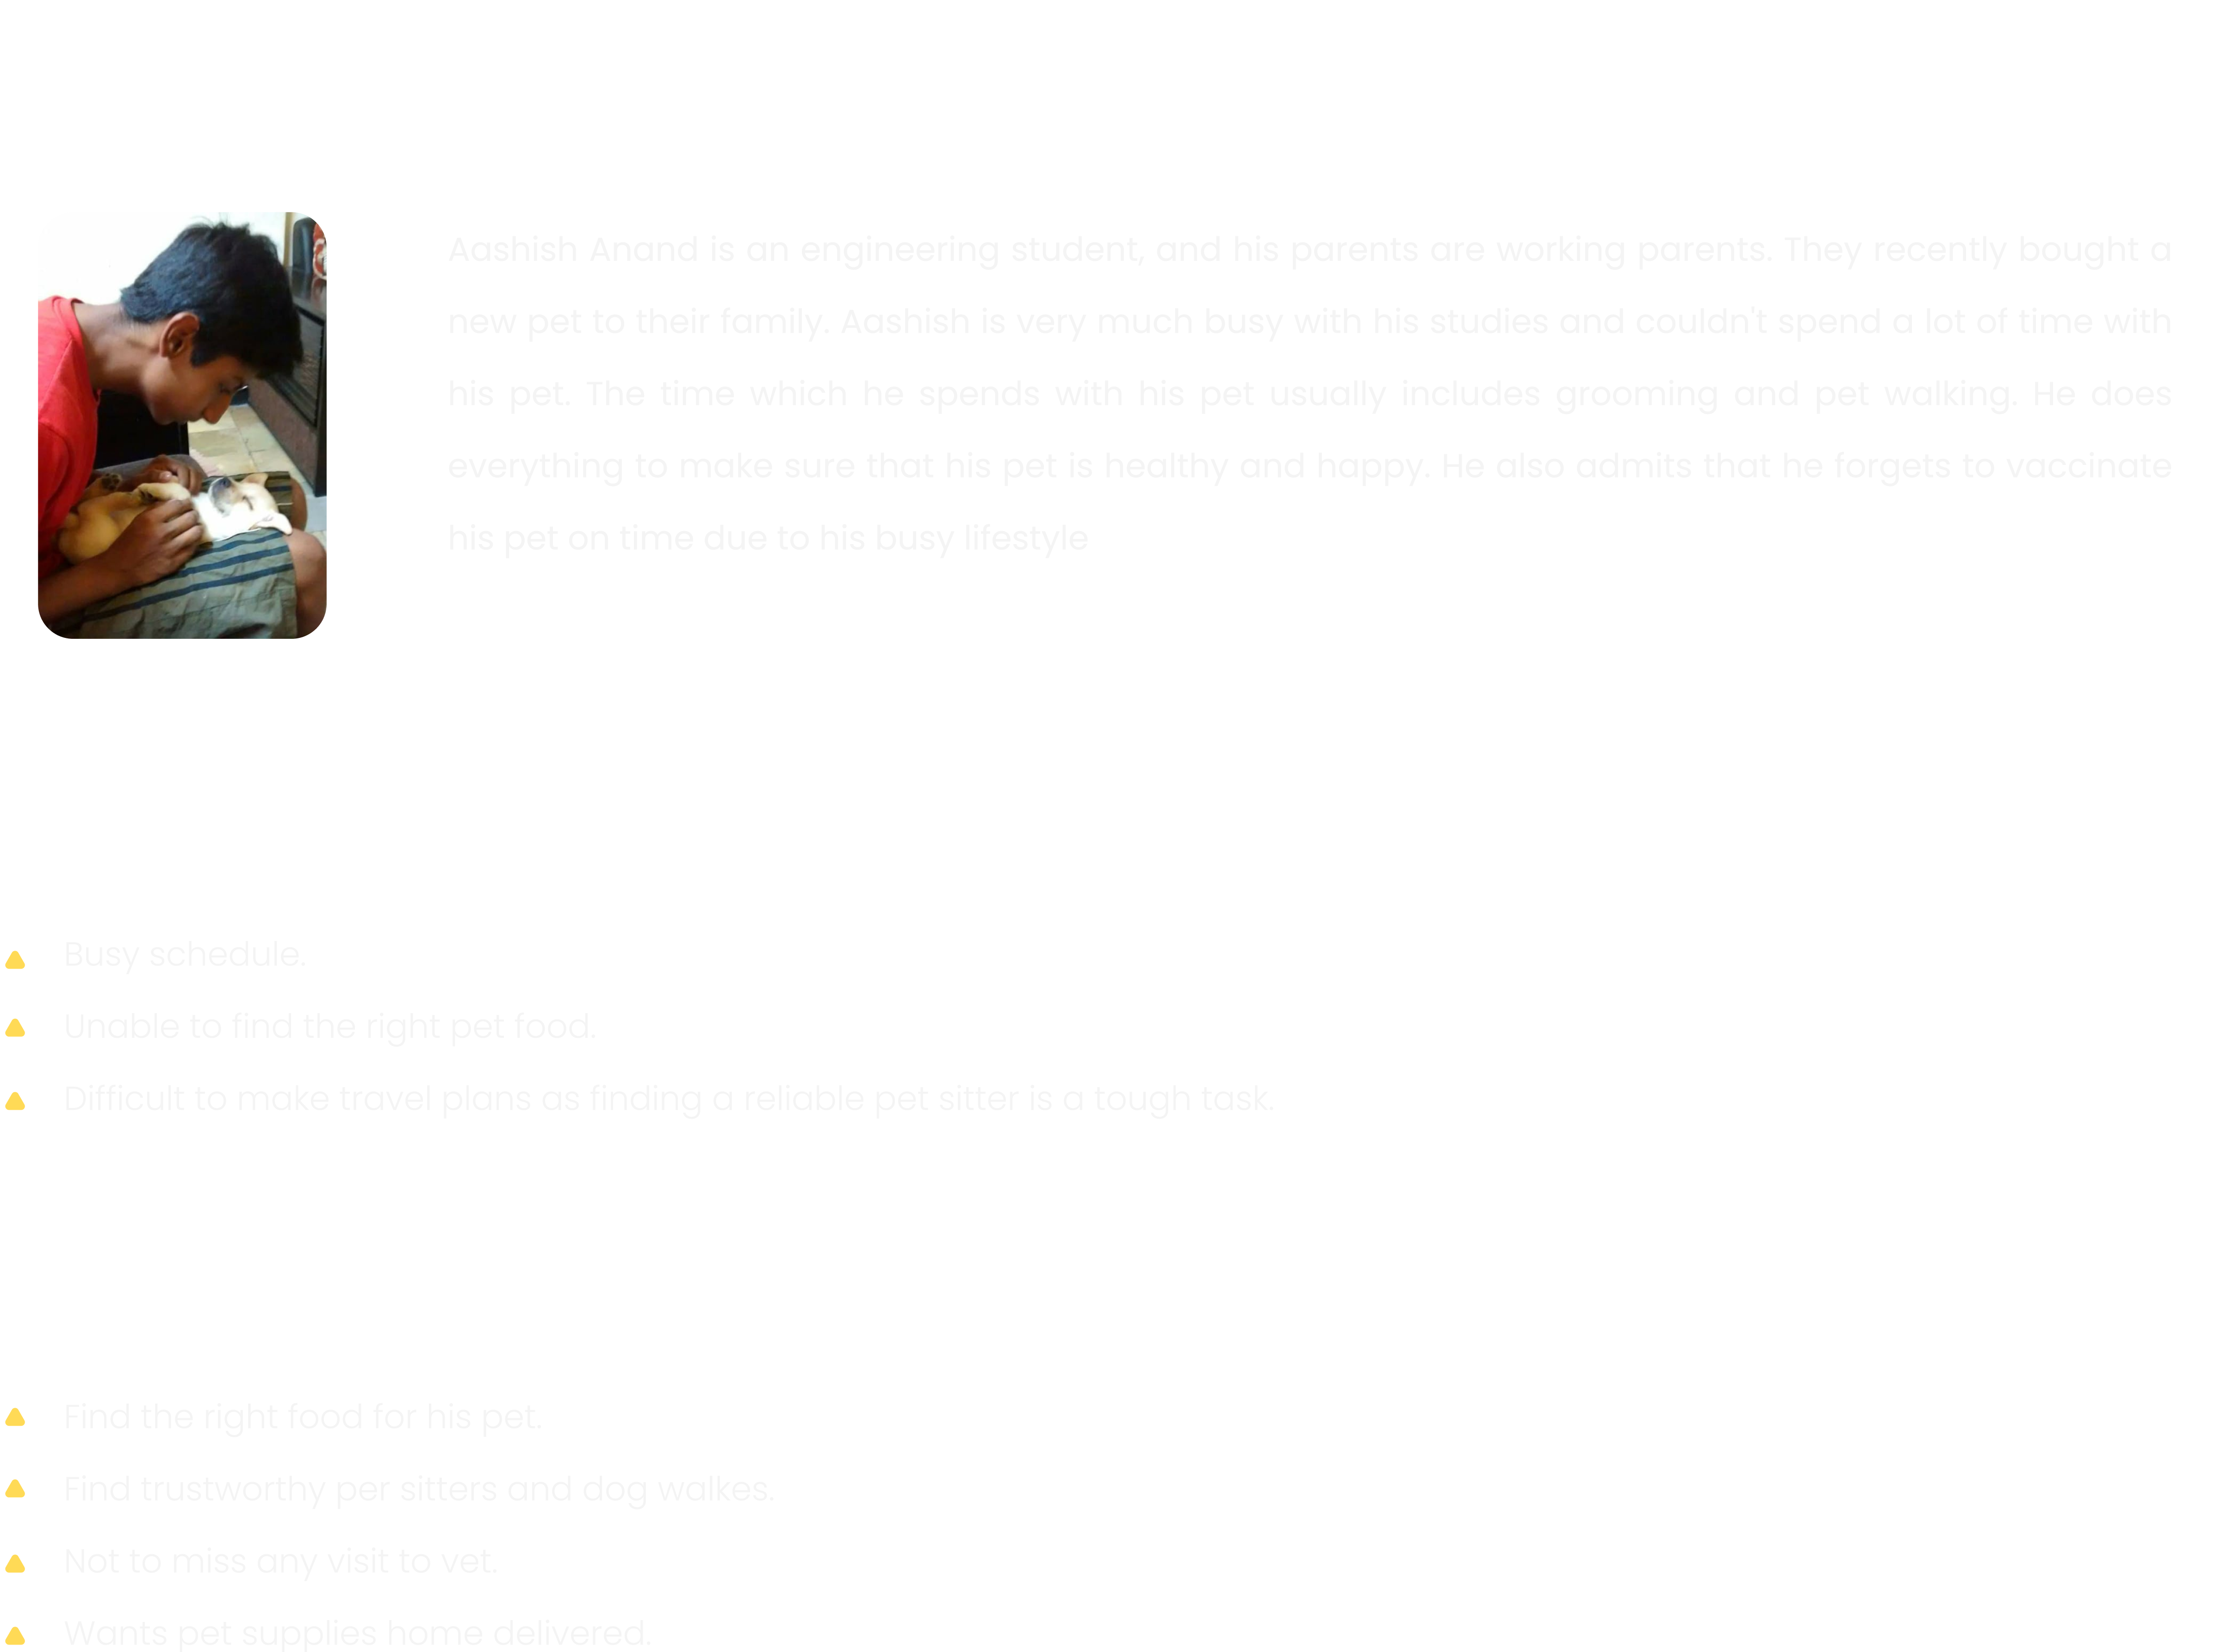 Aashish Anand is an engineering student, and his parents are working parents. They recently bought a
new pet to their family. Aashish is very much busy with his studies and couldn't spend a lot of time with
his pet. The time which he spends with his pet usually includes grooming and pet walking. He does
everything to make sure that his pet is healthy and happy. He also admits that he forgets to vaccinate
his pet on time due to his busy lifestyle
Busy schedule.
Unable to find the right pet food.
Difficult to make travel plans as finding a reliable pet sitter is a tough task.
Find the right food for his pet.
Find trustworthy per sitters and dog walkes.
Not to miss any visit to vet.
Wants pet supplies home delivered.